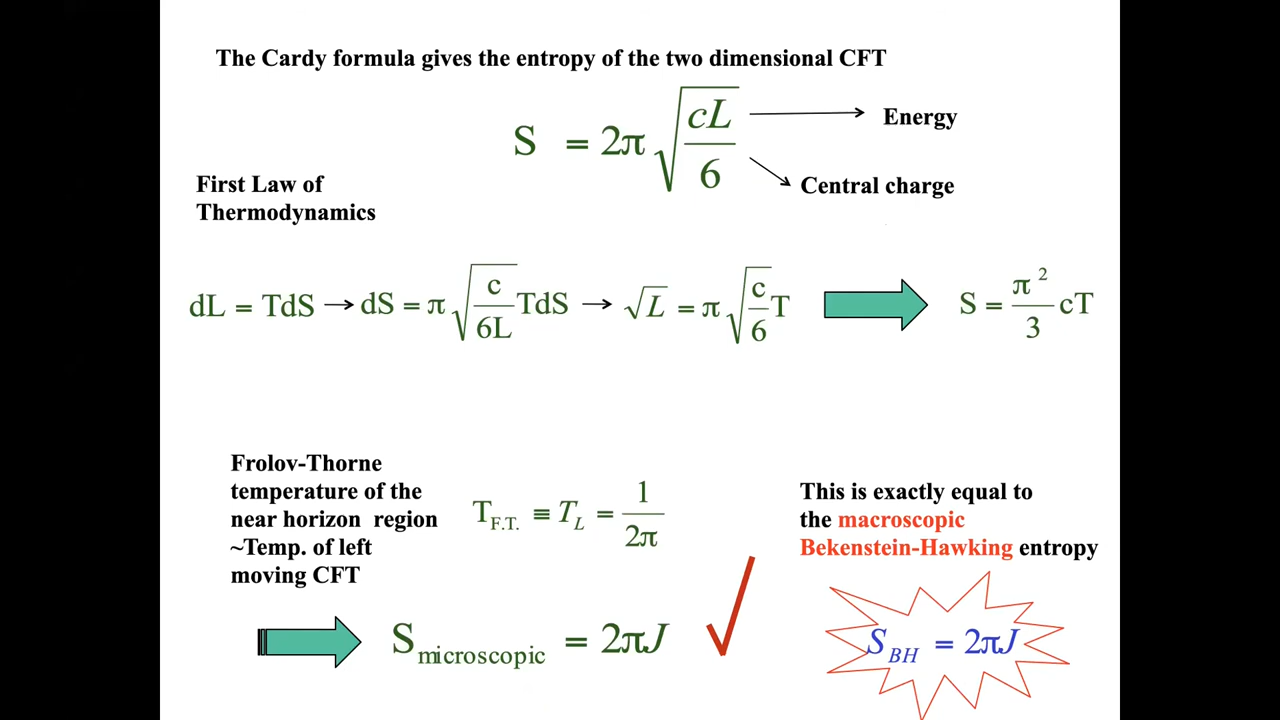 The Cardy formula gives the entropy of the two dimensional CFT
S = 2π √(cL/6)
Energy
Central charge
First Law of
Thermodynamics
dL = TdS → dS = π √(c/6L) TdS → √L = π √(c/6) T
S = π²/3 cT
Frolov-Thorne
temperature of the
near horizon region
~Temp. of left
moving CFT
T_F.T. ≡ T_L = 1/2π
This is exactly equal to
the macroscopic
Bekenstein-Hawking entropy
S_microscopic = 2πJ
S_BH = 2πJ